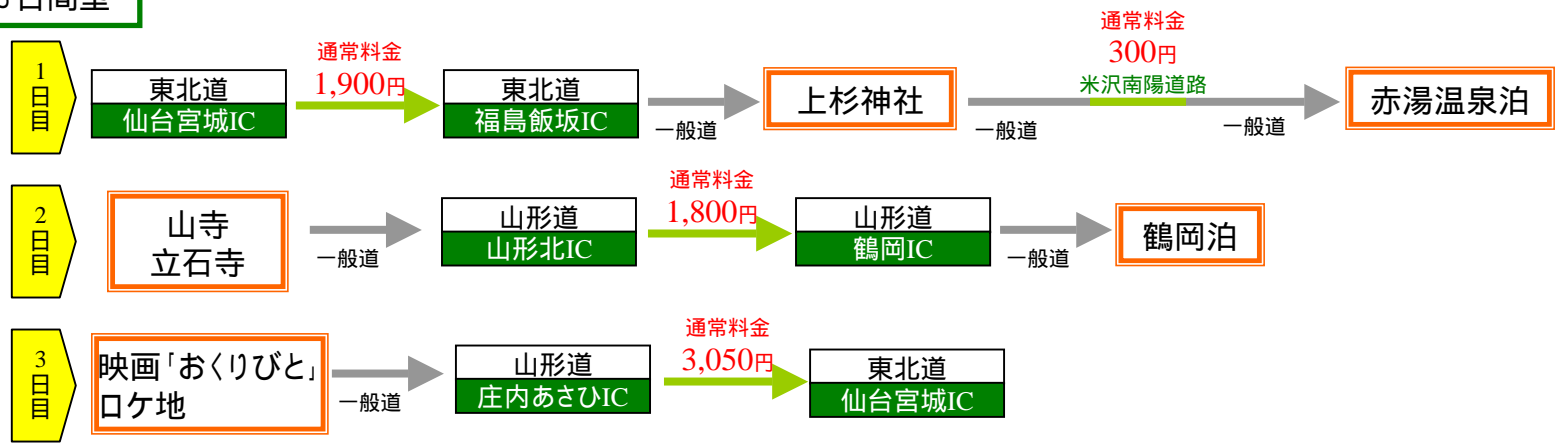 日間
1
日
目
東北道
仙台宮城IC
通常料金
1,900円
東北道
福島飯坂IC
一般道
上杉神社
一般道
通常料金
300円
米沢南陽道路
一般道
赤湯温泉泊
2
日
目
山寺
立石寺
一般道
山形道
山形北IC
通常料金
1,800円
山形道
鶴岡IC
一般道
鶴岡泊
3
日
目
映画「おくりびと」
ロケ地
一般道
山形道
庄内あさひIC
通常料金
3,050円
東北道
仙台宮城IC